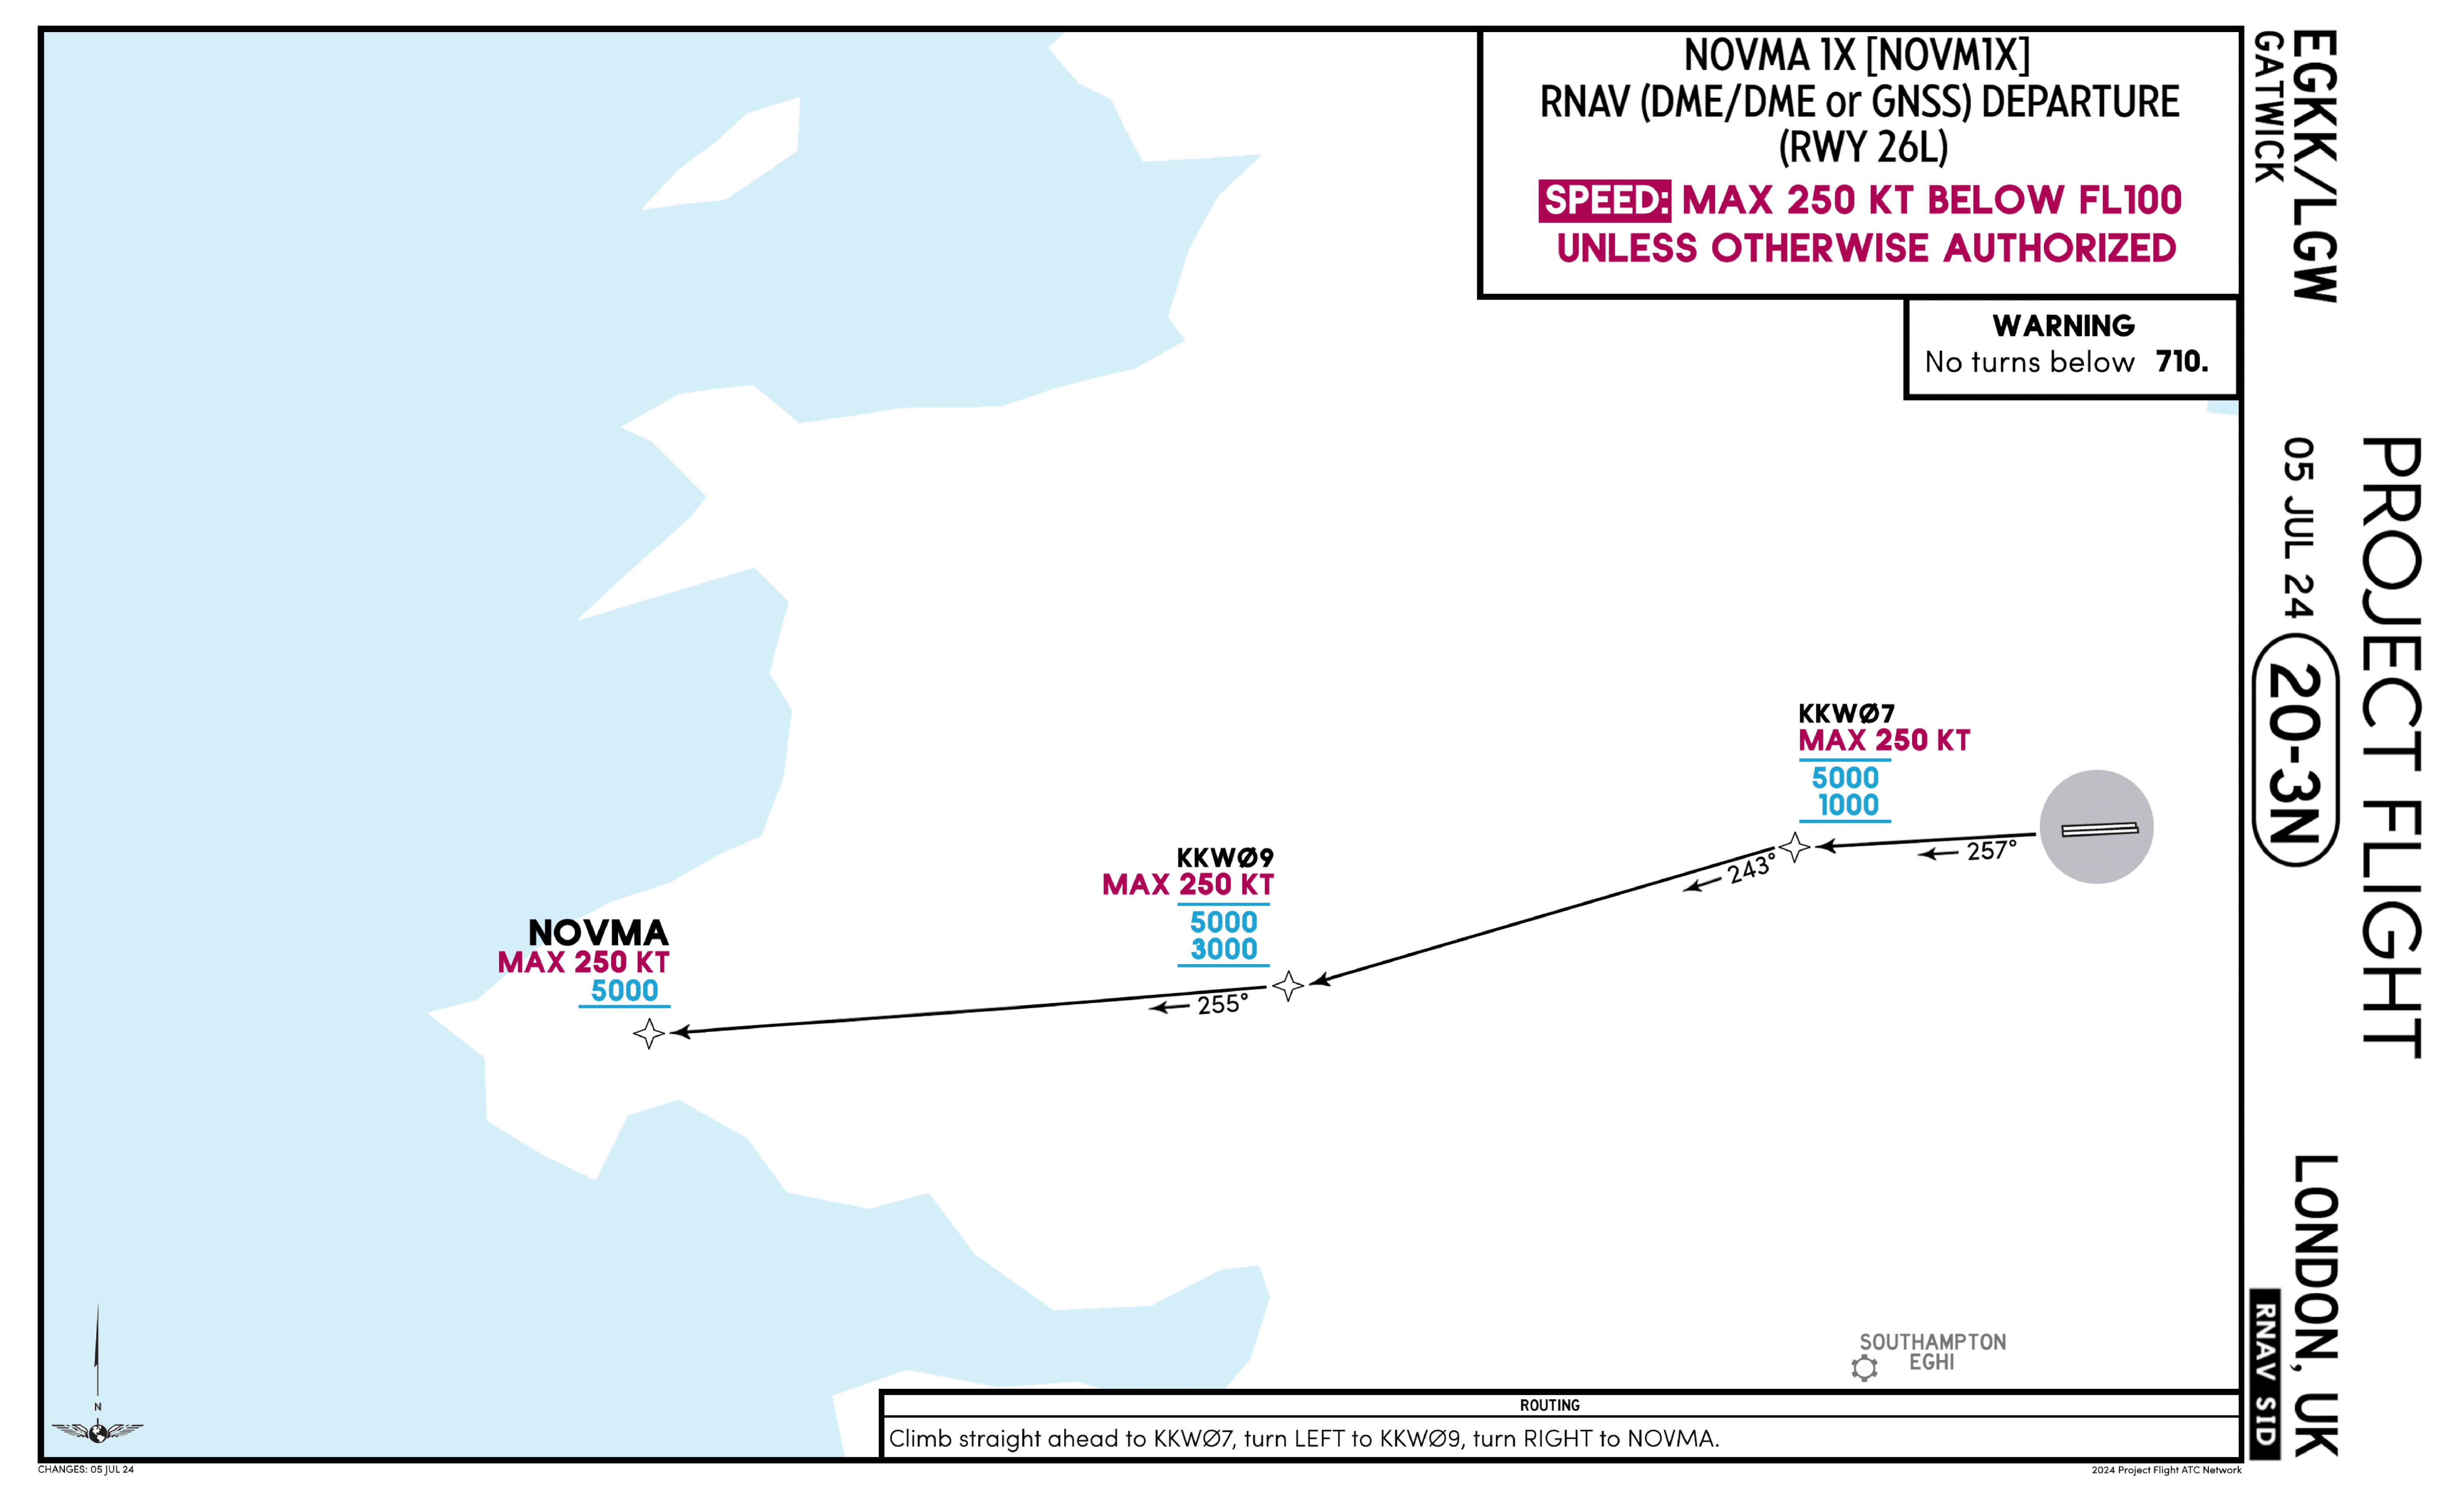 NOVMA 1X [NOVM1X]
RNAV (DME/DME or GNSS) DEPARTURE
(RWY 26L)
SPEED: MAX 250 KT BELOW FL100
UNLESS OTHERWISE AUTHORIZED
WARNING
No turns below 710.
EGKK/LGW
GATWICK
05 JUL 24
20-3N
PROJECT FLIGHT
LONDON, UK
RNAV SID
KKWØ7
MAX 250 KT
5000
1000
257°
243°
KKWØ9
MAX 250 KT
5000
3000
255°
NOVMA
MAX 250 KT
5000
SOUTHAMPTON
EGHI
N
ROUTING
Climb straight ahead to KKWØ7, turn LEFT to KKWØ9, turn RIGHT to NOVMA.
CHANGES: 05 JUL 24
2024 Project Flight ATC Network